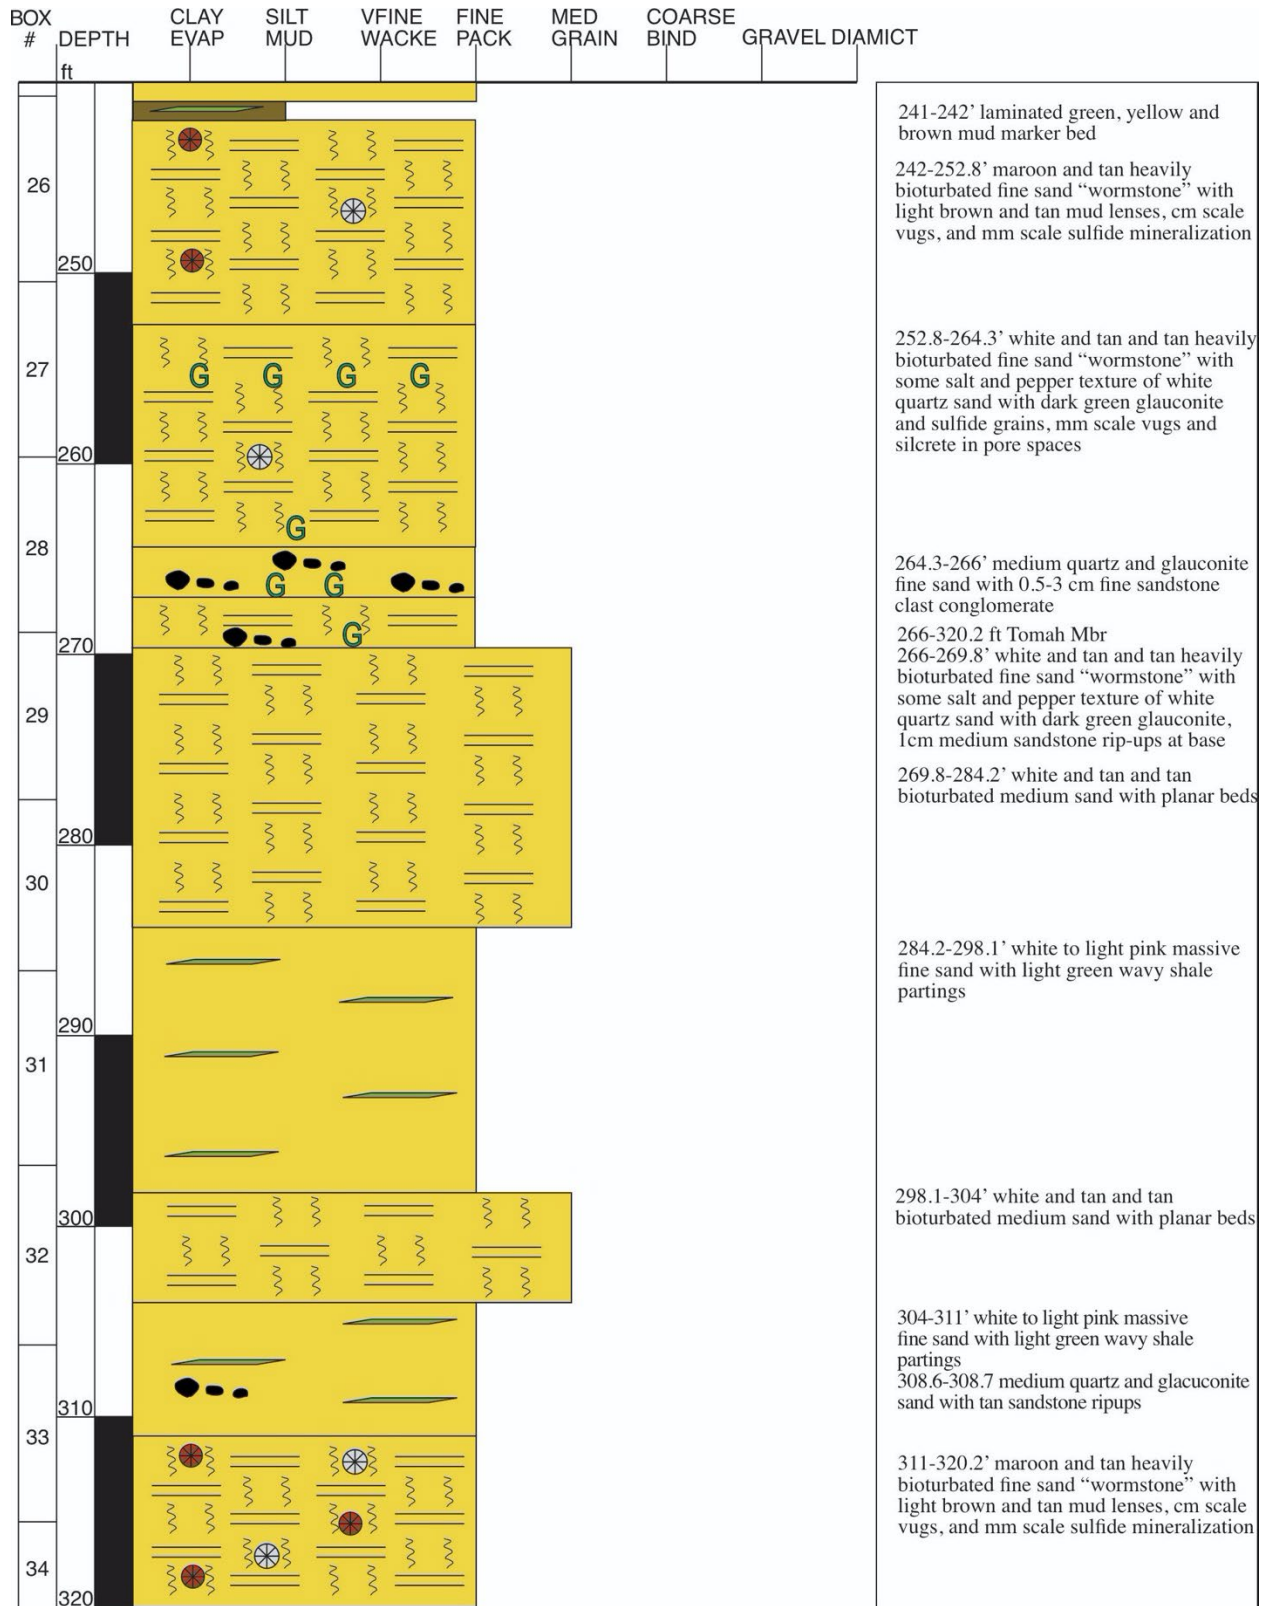 BOX CLAY SILT VFINE FINE MED COARSE
# DEPTH EVAP MUD WACKE PACK GRAIN BIND GRAVEL DIAMICT
ft
241-242’ laminated green, yellow and
brown mud marker bed
242-252.8’ maroon and tan heavily
bioturbated fine sand “wormstone” with
light brown and tan mud lenses, cm scale
vugs, and mm scale sulfide mineralization
26
250
252.8-264.3’ white and tan and tan heavily
bioturbated fine sand “wormstone” with
some salt and pepper texture of white
quartz sand with dark green glauconite
and sulfide grains, mm scale vugs and
silcrete in pore spaces
27
G G G G
260
G
28
264.3-266’ medium quartz and glauconite
fine sand with 0.5-3 cm fine sandstone
clast conglomerate
G G
266-320.2 ft Tomah Mbr
266-269.8’ white and tan and tan heavily
bioturbated fine sand “wormstone” with
some salt and pepper texture of white
quartz sand with dark green glauconite,
1cm medium sandstone rip-ups at base
G
270
29
269.8-284.2’ white and tan and tan
bioturbated medium sand with planar beds
280
30
284.2-298.1’ white to light pink massive
fine sand with light green wavy shale
partings
290
31
298.1-304’ white and tan and tan
bioturbated medium sand with planar beds
300
32
304-311’ white to light pink massive
fine sand with light green wavy shale
partings
308.6-308.7 medium quartz and glacuconite
sand with tan sandstone ripups
310
33
311-320.2’ maroon and tan heavily
bioturbated fine sand “wormstone” with
light brown and tan mud lenses, cm scale
vugs, and mm scale sulfide mineralization
34
320